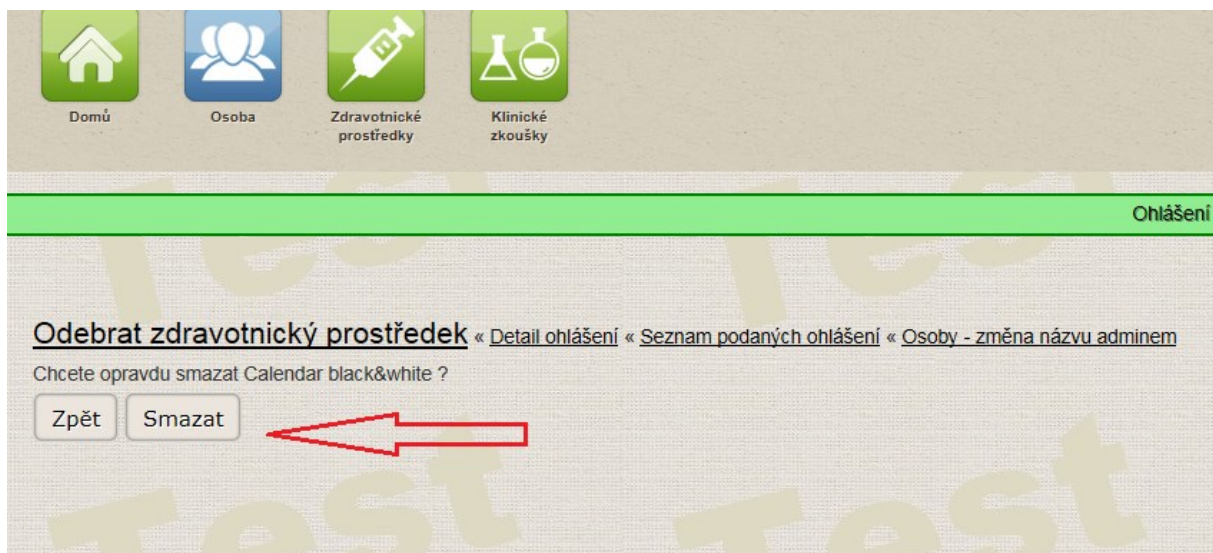 Domů
Osoba
Zdravotnické
prostředky
Klinické
zkoušky
Test Test
Ohlášení
Odebrat zdravotnický prostředek « Detail ohlášení « Seznam podaných ohlášení « Osoby - změna názvu adminem
Chcete opravdu smazat Calendar black&white ?
Zpět Smazat
Test Test